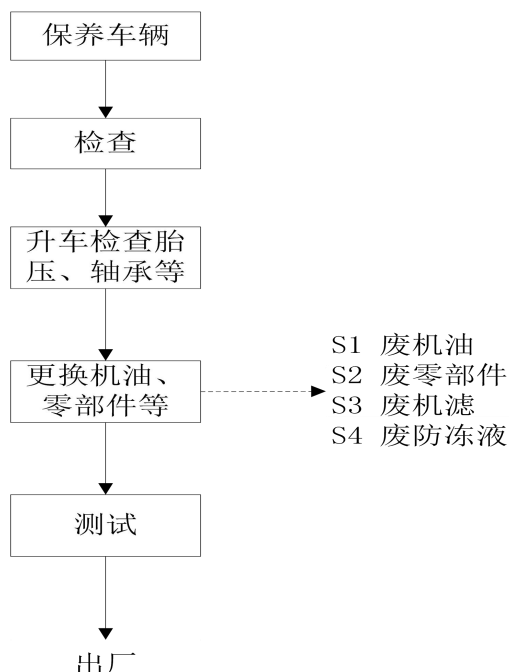 保养车辆
检查
升车检查胎
压、轴承等
更换机油、
零部件等
S1 废机油
S2 废零部件
S3 废机滤
S4 废防冻液
测试
出厂